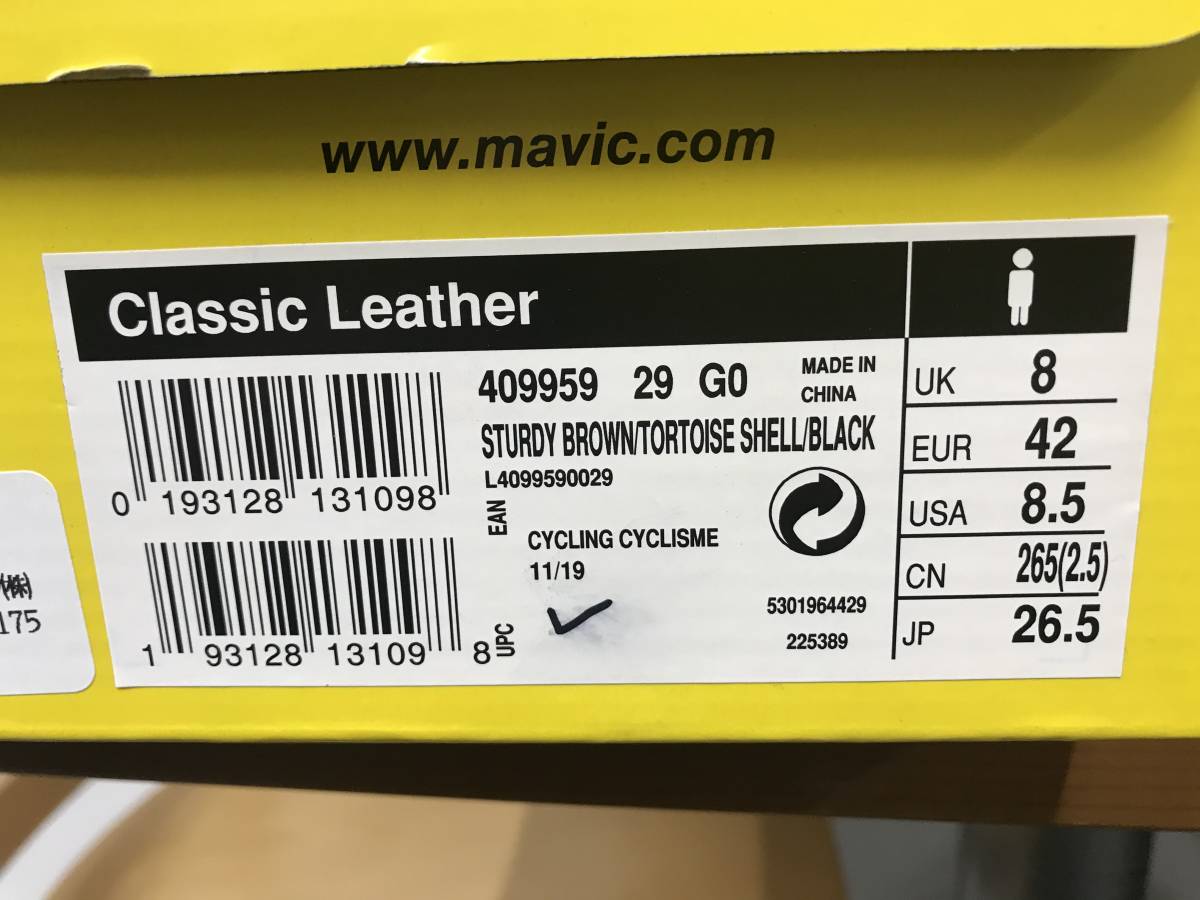 www.mavic.com
Classic Leather
409959 29 G0
MADE IN
CHINA
STURDY BROWN/TORTOISE SHELL/BLACK
L4099590029
0 193128 131098
EAN
CYCLING CYCLISME
11/19
1 93128 13109 8
UPC
5301964429
225389
UK 8
EUR 42
USA 8.5
CN 265(2.5)
JP 26.5
(株)
175